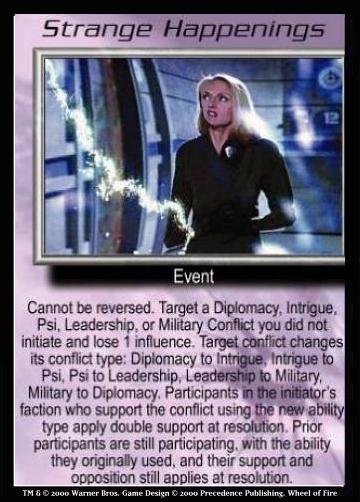 Strange Happenings
Event
Cannot be reversed. Target a Diplomacy, Intrigue,
Psi, Leadership, or Military Conflict you did not
initiate and lose 1 influence. Target conflict changes
its conflict type: Diplomacy to Intrigue, Intrigue to
Psi, Psi to Leadership, Leadership to Military,
Military to Diplomacy. Participants in the initiator's
faction who support the conflict using the new ability
type apply double support at resolution. Prior
participants are still participating, with the ability
they originally used, and their support and
opposition still applies at resolution.
TM & © 2000 Warner Bros. Game Design © 2000 Precedence Publishing. Wheel of Fire